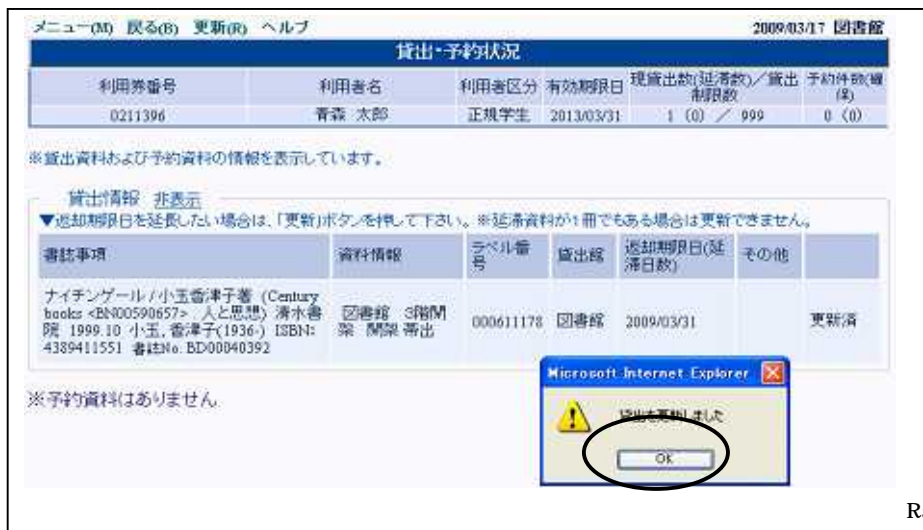 メニュー(M) 戻る(B) 更新(R) ヘルプ 2009/03/17 図書館
貸出・予約状況
利用券番号 利用者名 利用者区分 有効期限日 現貸出数(延滞数)／貸出制限数 予約件数(確保)
0211396 青森 太郎 正規学生 2013/03/31 1 (0) ／ 999 0 (0)
※貸出資料および予約資料の情報を表示しています。
貸出情報 非表示
▼返却期限日を延長したい場合は、「更新」ボタンを押して下さい。※延滞資料が1冊でもある場合は更新できません。
書誌事項 資料情報 ラベル番号 貸出館 返却期限日(延滞日数) その他
ナイチンゲール / 小玉香津子著 (Century
books <BN00590657> 人と思想) 清水書
院 1999.10 小玉, 香津子(1936-) ISBN:
4389411551 書誌No. BD00040392
図書館 3階開
架 開架 帯出
000611178 図書館 2009/03/31 更新済
Microsoft Internet Explorer
貸出を更新しました
OK
※予約資料はありません
R